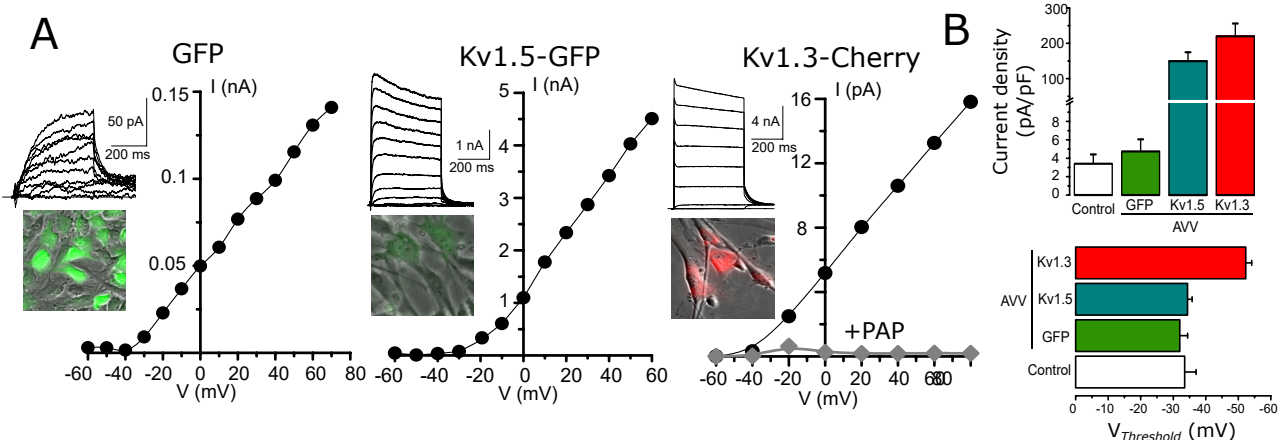 A
GFP
I (nA)
0.15
0.1
0.05
50 pA
200 ms
-60 -40 -20 0 20 40 60 80
V (mV)
Kv1.5-GFP
I (nA)
5
4
3
2
1
1 nA
200 ms
-60 -40 -20 0 20 40 60
V (mV)
Kv1.3-Cherry
I (pA)
16
12
8
4 nA
200 ms
+PAP
-60 -40 -20 0 20 40 60 80
V (mV)
B
Current density
(pA/pF)
300
200
100
8
6
4
2
0
Control GFP Kv1.5 Kv1.3
AVV
Kv1.3
Kv1.5
AVV
GFP
Control
0 -10 -20 -30 -40 -50 -60
VThreshold (mV)